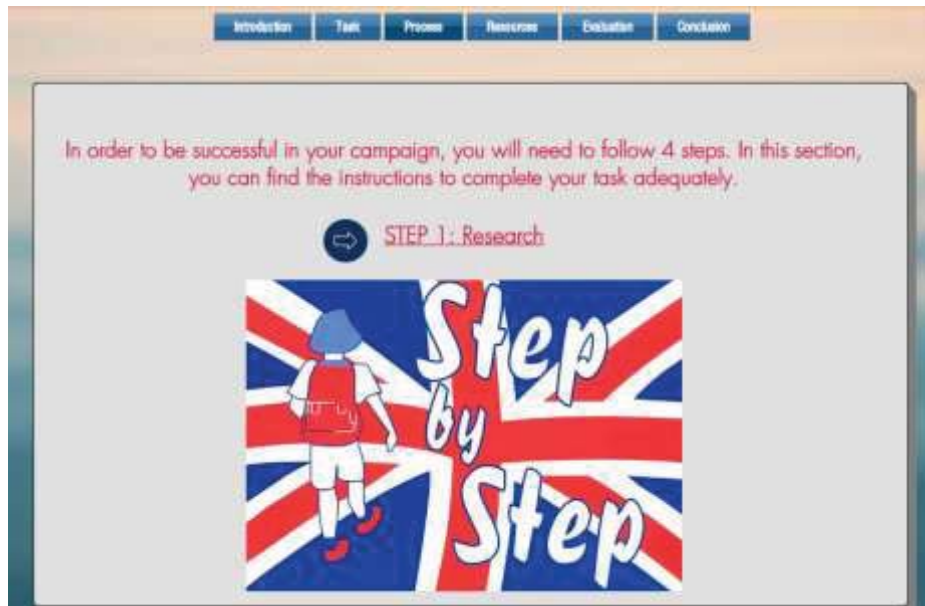 Introduction Task Process Resources Evaluation Conclusion
In order to be successful in your campaign, you will need to follow 4 steps. In this section,
you can find the instructions to complete your task adequately.
STEP 1: Research
Step
by
Step